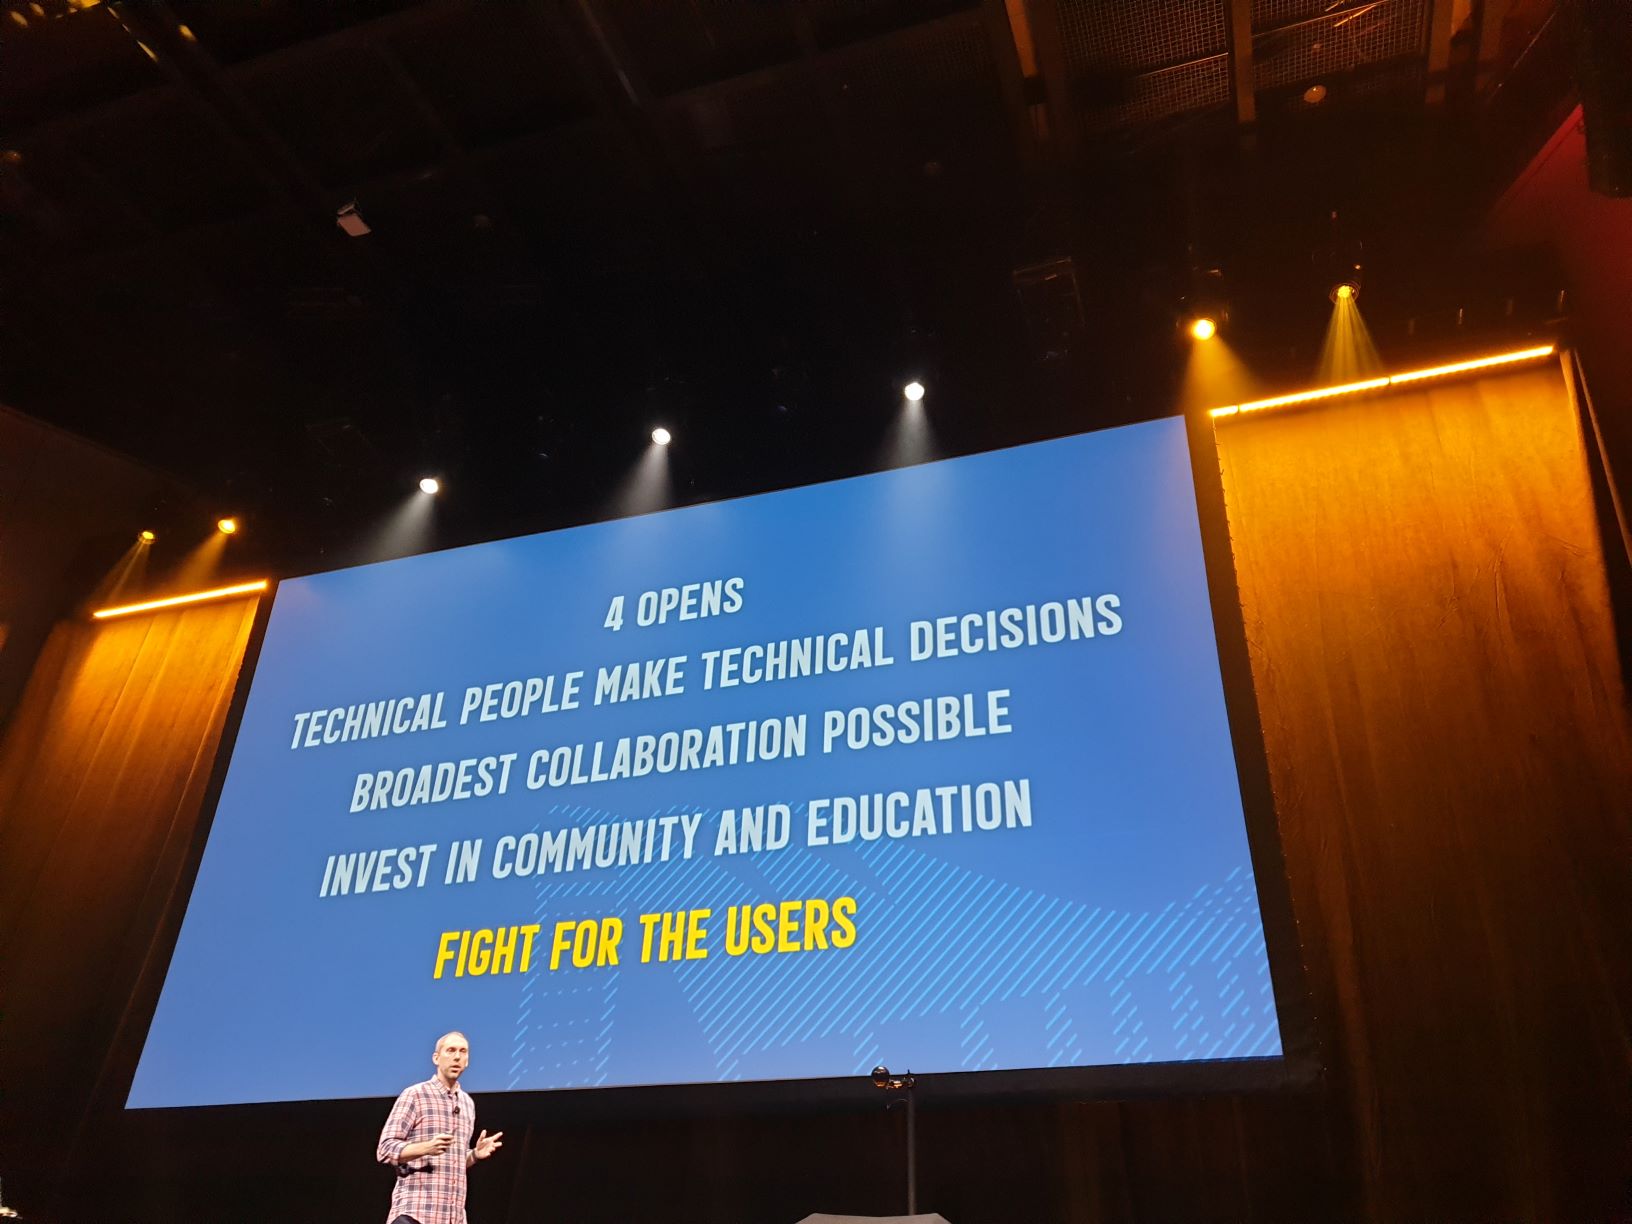 4 OPENS
TECHNICAL PEOPLE MAKE TECHNICAL DECISIONS
BROADEST COLLABORATION POSSIBLE
INVEST IN COMMUNITY AND EDUCATION
FIGHT FOR THE USERS